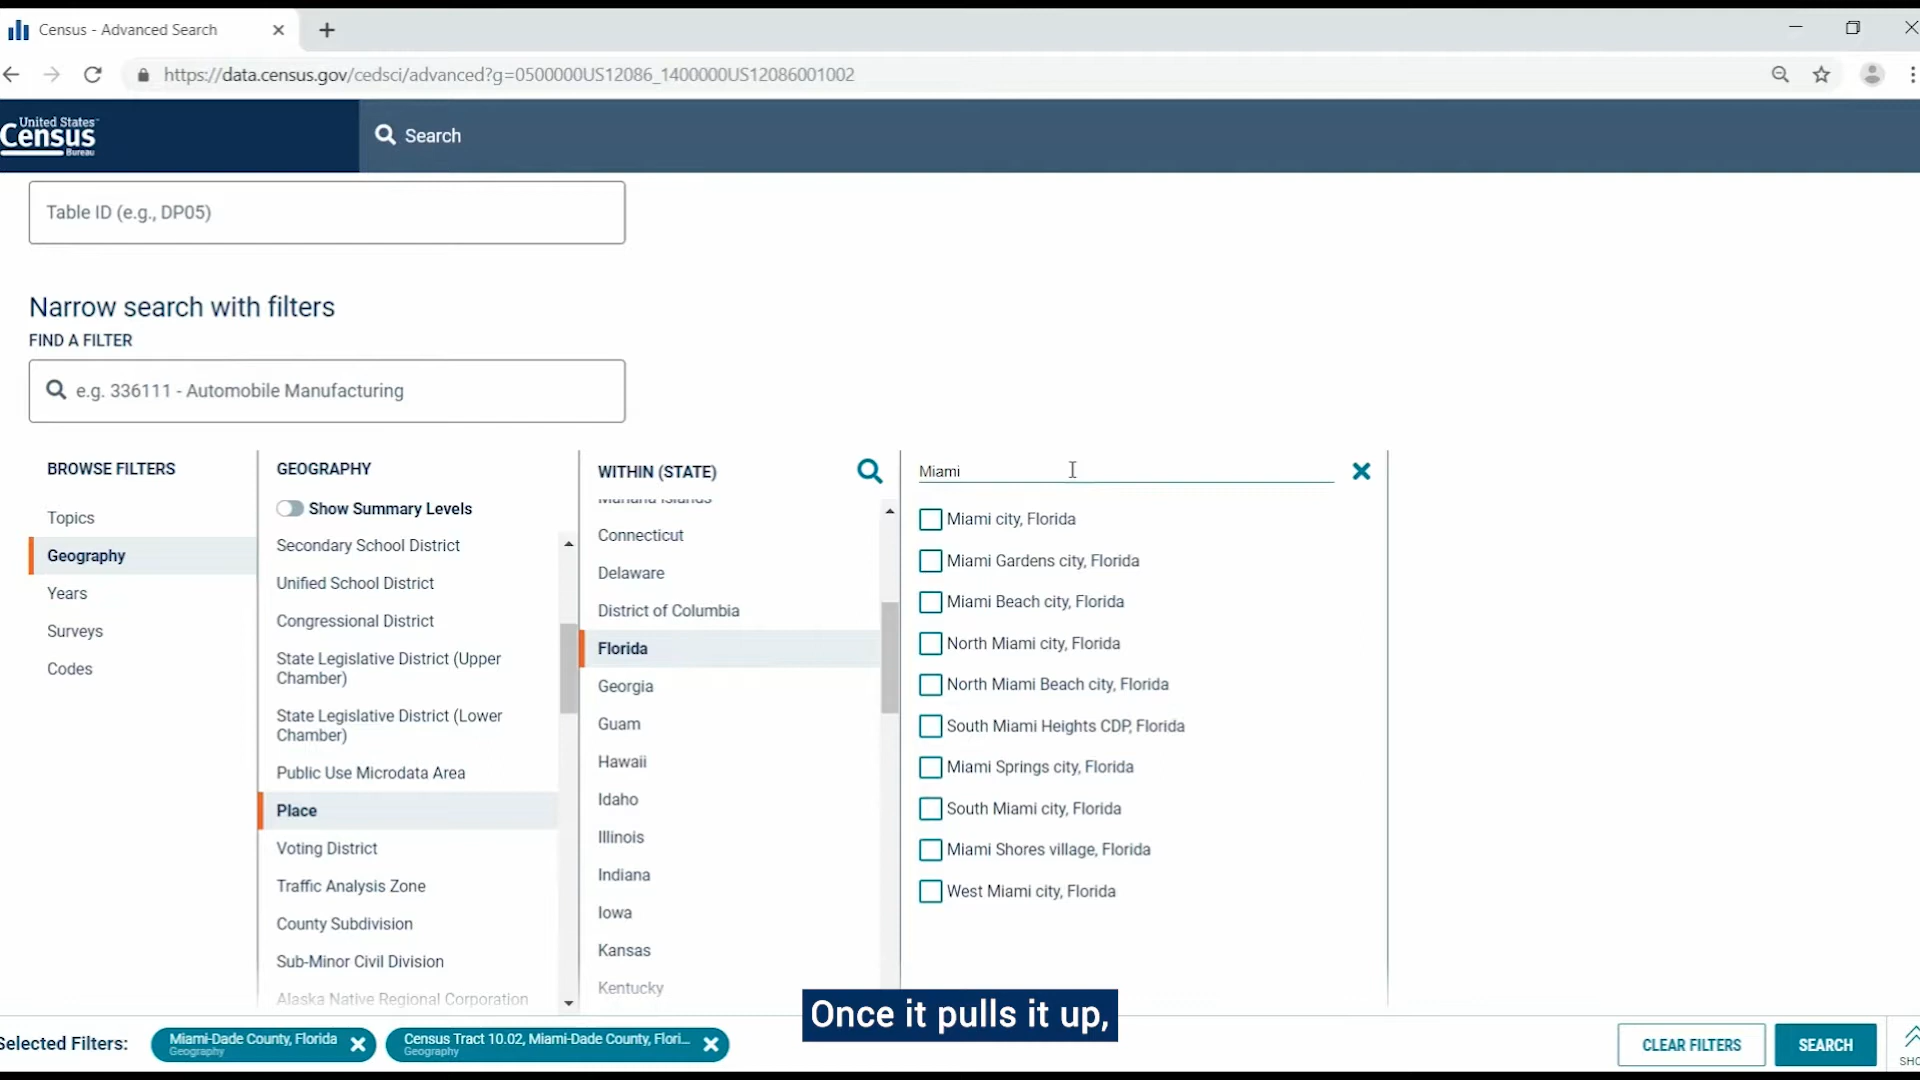 Census - Advanced Search
https://data.census.gov/cedsci/advanced?g=0500000US12086_1400000US12086001002
United States
Census
Bureau
Search
Table ID (e.g., DP05)
Narrow search with filters
FIND A FILTER
e.g. 336111 - Automobile Manufacturing
BROWSE FILTERS
Topics
Geography
Years
Surveys
Codes
GEOGRAPHY
Show Summary Levels
Secondary School District
Unified School District
Congressional District
State Legislative District (Upper
Chamber)
State Legislative District (Lower
Chamber)
Public Use Microdata Area
Place
Voting District
Traffic Analysis Zone
County Subdivision
Sub-Minor Civil Division
Alaska Native Regional Corporation
WITHIN (STATE)
Mariana Islands
Connecticut
Delaware
District of Columbia
Florida
Georgia
Guam
Hawaii
Idaho
Illinois
Indiana
Iowa
Kansas
Kentucky
Miami
Miami city, Florida
Miami Gardens city, Florida
Miami Beach city, Florida
North Miami city, Florida
North Miami Beach city, Florida
South Miami Heights CDP, Florida
Miami Springs city, Florida
South Miami city, Florida
Miami Shores village, Florida
West Miami city, Florida
Once it pulls it up,
Selected Filters:
Miami-Dade County, Florida
Geography
Census Tract 10.02, Miami-Dade County, Flori...
Geography
CLEAR FILTERS
SEARCH
SHO